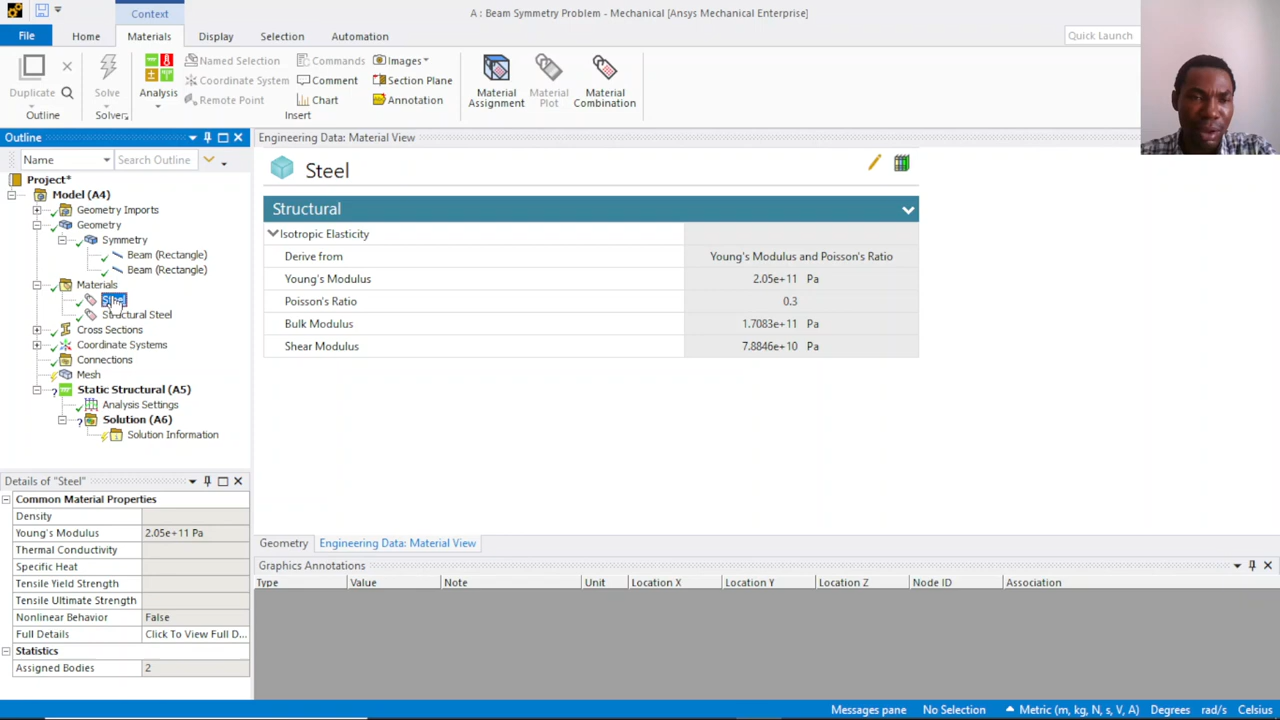 Context
A : Beam Symmetry Problem - Mechanical [Ansys Mechanical Enterprise]
File Home Materials Display Selection Automation Quick Launch
Duplicate
Outline
Solve
Solver
Analysis
Named Selection
Coordinate System
Remote Point
Commands
Comment
Chart
Images
Section Plane
Annotation
Insert
Material Assignment
Material Plot
Material Combination
Outline
Name Search Outline
Project*
Model (A4)
Geometry Imports
Geometry
Symmetry
Beam (Rectangle)
Beam (Rectangle)
Materials
Steel
Structural Steel
Cross Sections
Coordinate Systems
Connections
Mesh
Static Structural (A5)
Analysis Settings
Solution (A6)
Solution Information
Details of "Steel"
Common Material Properties
Density
Young's Modulus 2.05e+11 Pa
Thermal Conductivity
Specific Heat
Tensile Yield Strength
Tensile Ultimate Strength
Nonlinear Behavior False
Full Details Click To View Full D...
Statistics
Assigned Bodies 2
Engineering Data: Material View
Steel
Structural
Isotropic Elasticity
Derive from Young's Modulus and Poisson's Ratio
Young's Modulus 2.05e+11 Pa
Poisson's Ratio 0.3
Bulk Modulus 1.7083e+11 Pa
Shear Modulus 7.8846e+10 Pa
Geometry Engineering Data: Material View
Graphics Annotations
Type Value Note Unit Location X Location Y Location Z Node ID Association
Messages pane No Selection Metric (m, kg, N, s, V, A) Degrees rad/s Celsius